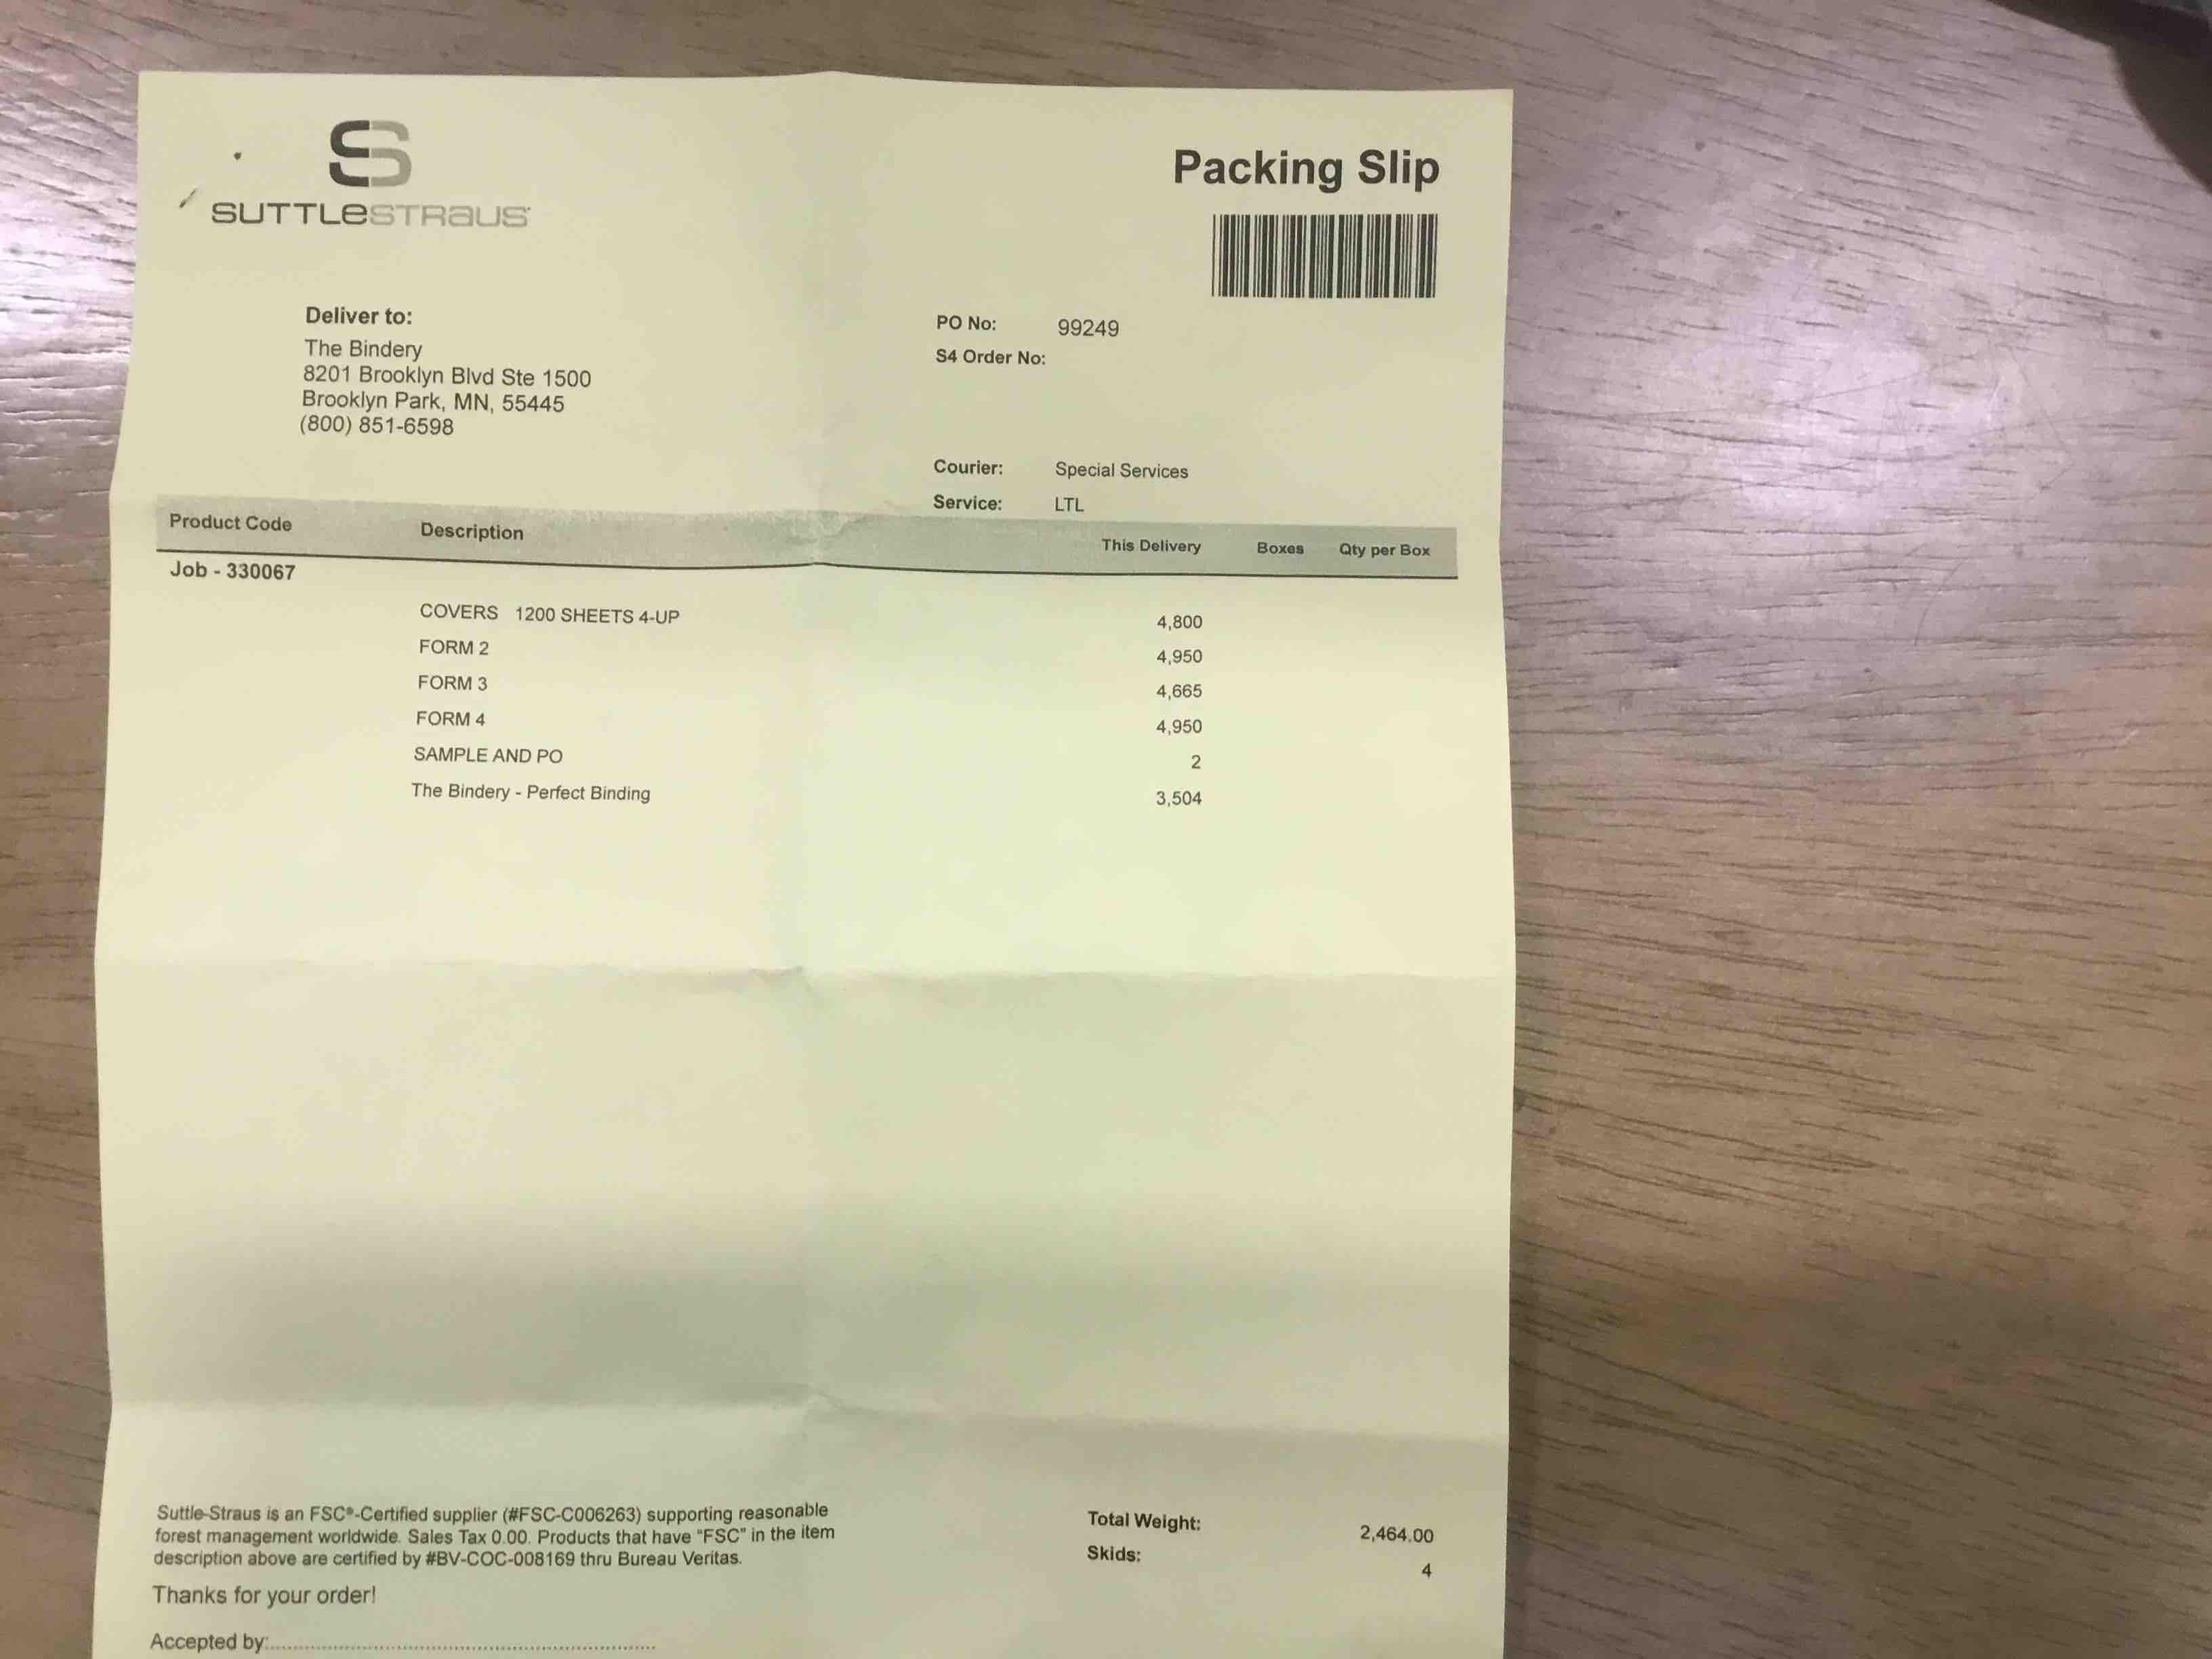 SUTTLESTRAUS
Packing Slip
Deliver to:
The Bindery
8201 Brooklyn Blvd Ste 1500
Brooklyn Park, MN, 55445
(800) 851-6598
PO No: 99249
S4 Order No:
Courier: Special Services
Service: LTL
Product Code Description This Delivery Boxes Qty per Box
Job - 330067
COVERS 1200 SHEETS 4-UP 4,800
FORM 2 4,950
FORM 3 4,665
FORM 4 4,950
SAMPLE AND PO 2
The Bindery - Perfect Binding 3,504
Suttle-Straus is an FSC®-Certified supplier (#FSC-C006263) supporting reasonable
forest management worldwide. Sales Tax 0.00. Products that have "FSC" in the item
description above are certified by #BV-COC-008169 thru Bureau Veritas.
Thanks for your order!
Accepted by:
Total Weight: 2,464.00
Skids: 4